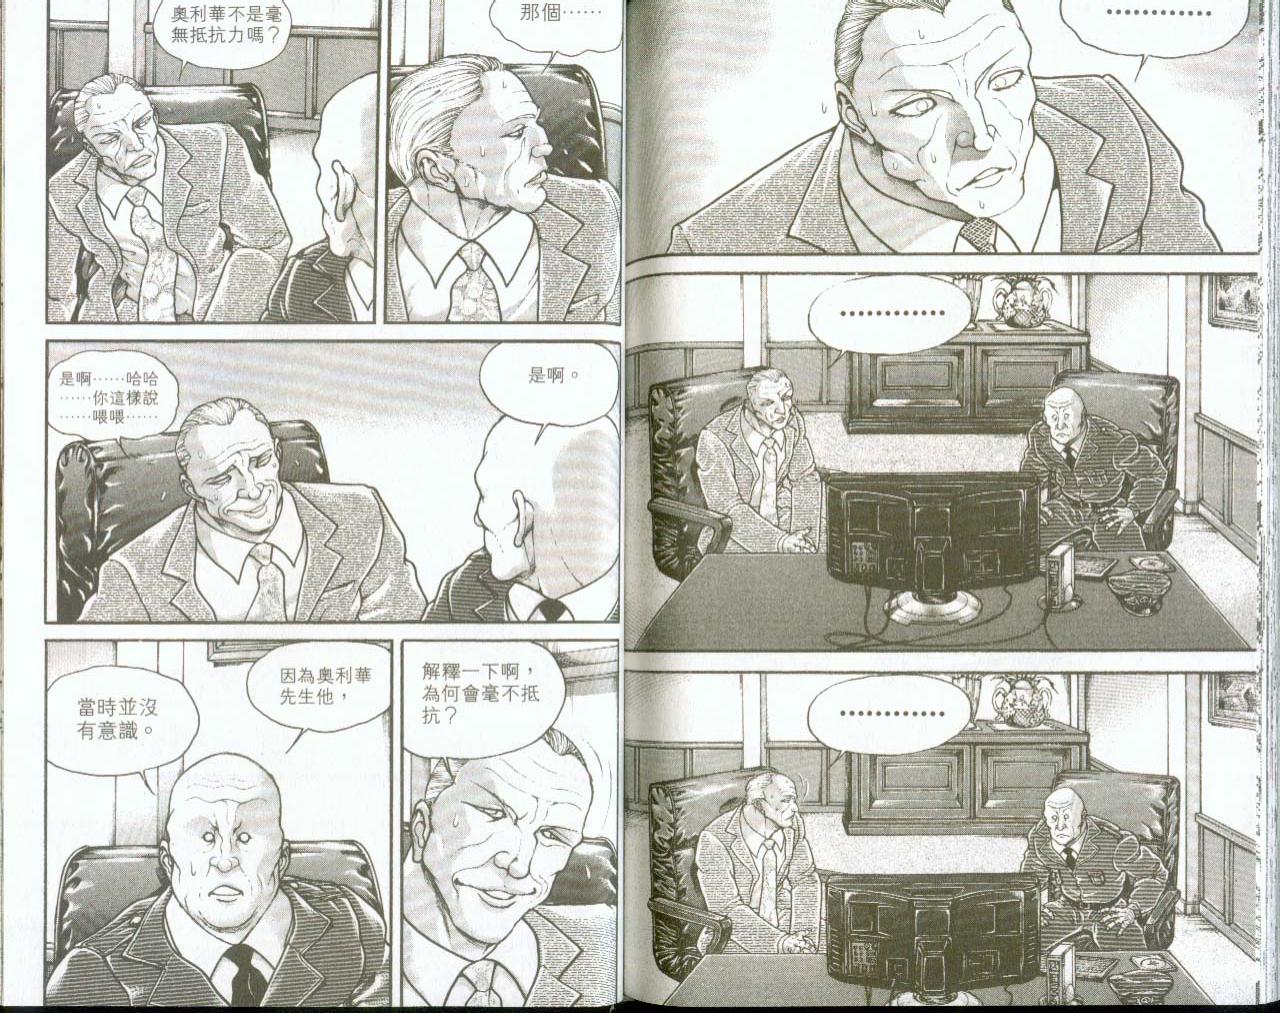 …………
…………
…………
那個……
奧利華不是毫
無抵抗力嗎？
是啊。
是啊……哈哈
……你這樣說
……喂喂……
解釋一下啊，
為何會毫不抵
抗？
因為奧利華
先生他，
當時並沒
有意識。